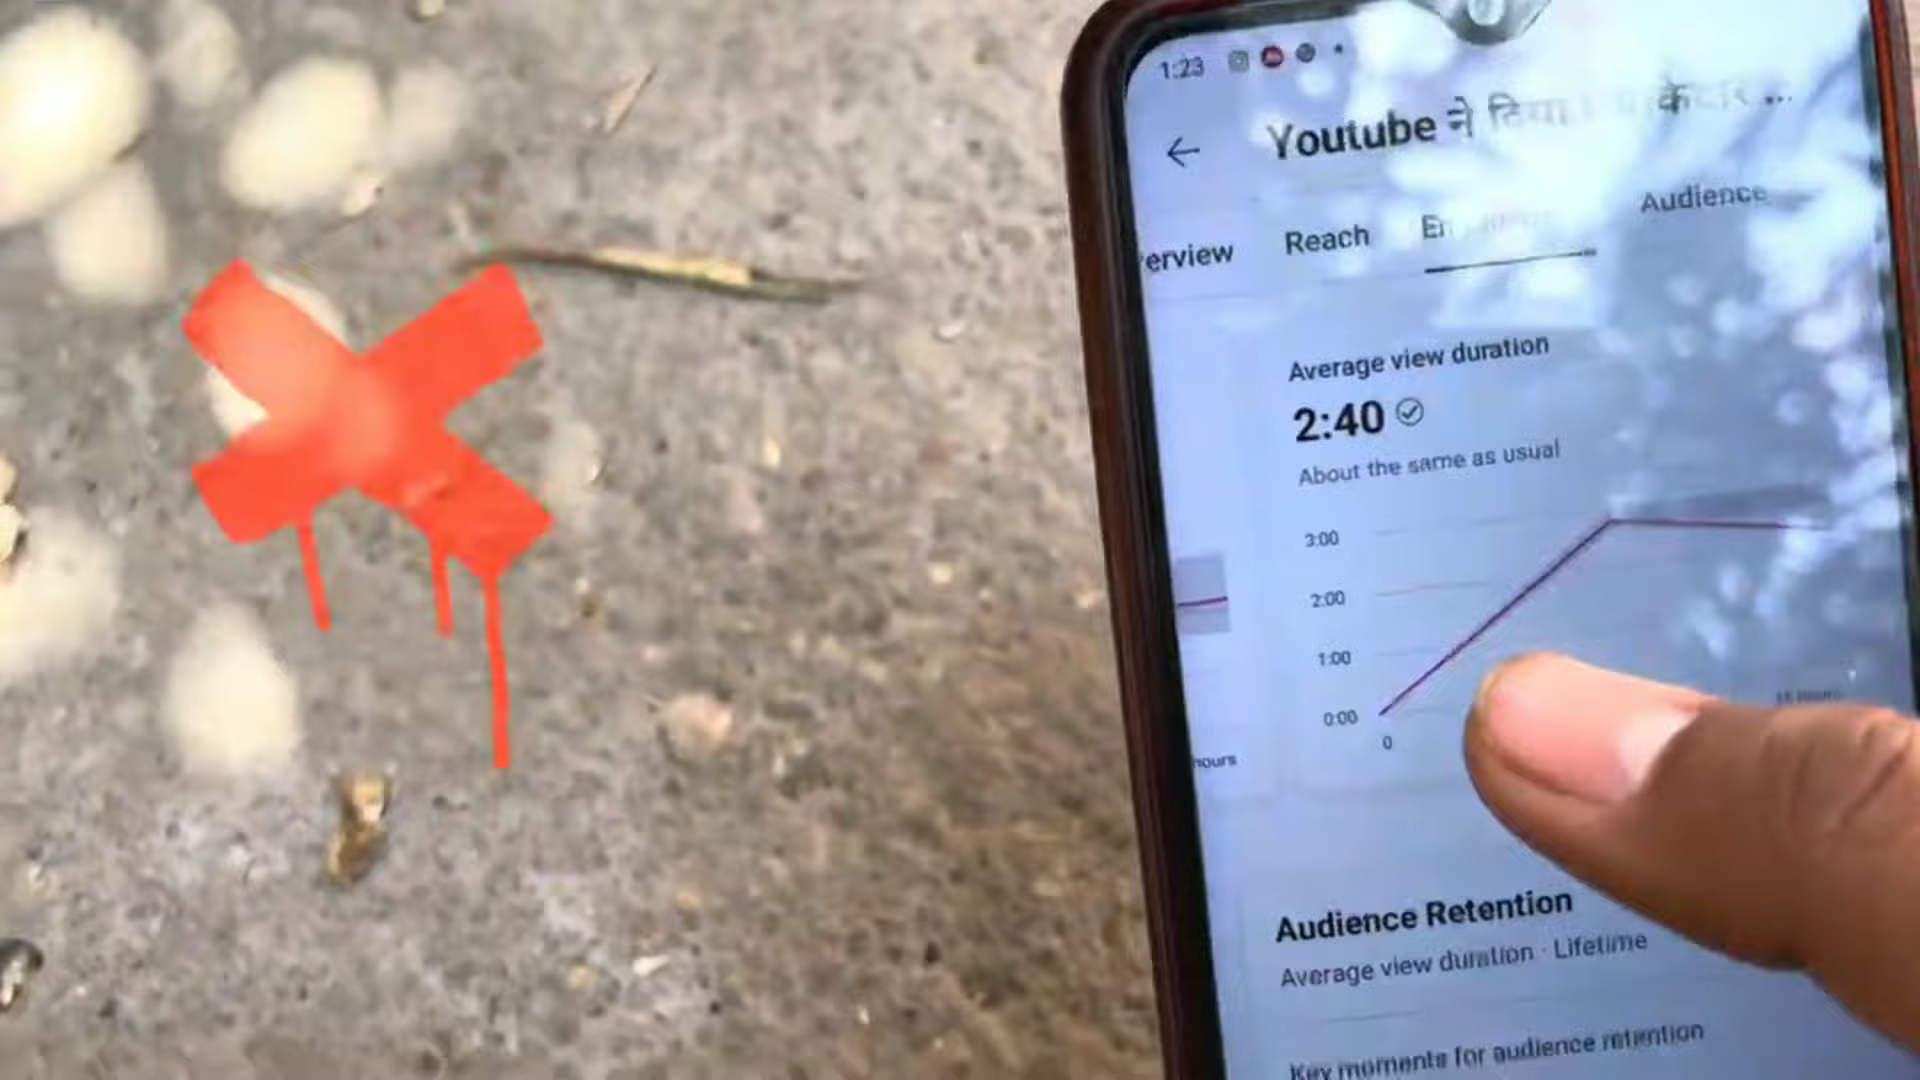 1:23
Youtube ने दिया केदार ...
erview Reach Audience
Average view duration
2:40
About the same as usual
3:00
2:00
1:00
0:00
0
hours
Audience Retention
Average view duration · Lifetime
Key moments for audience retention